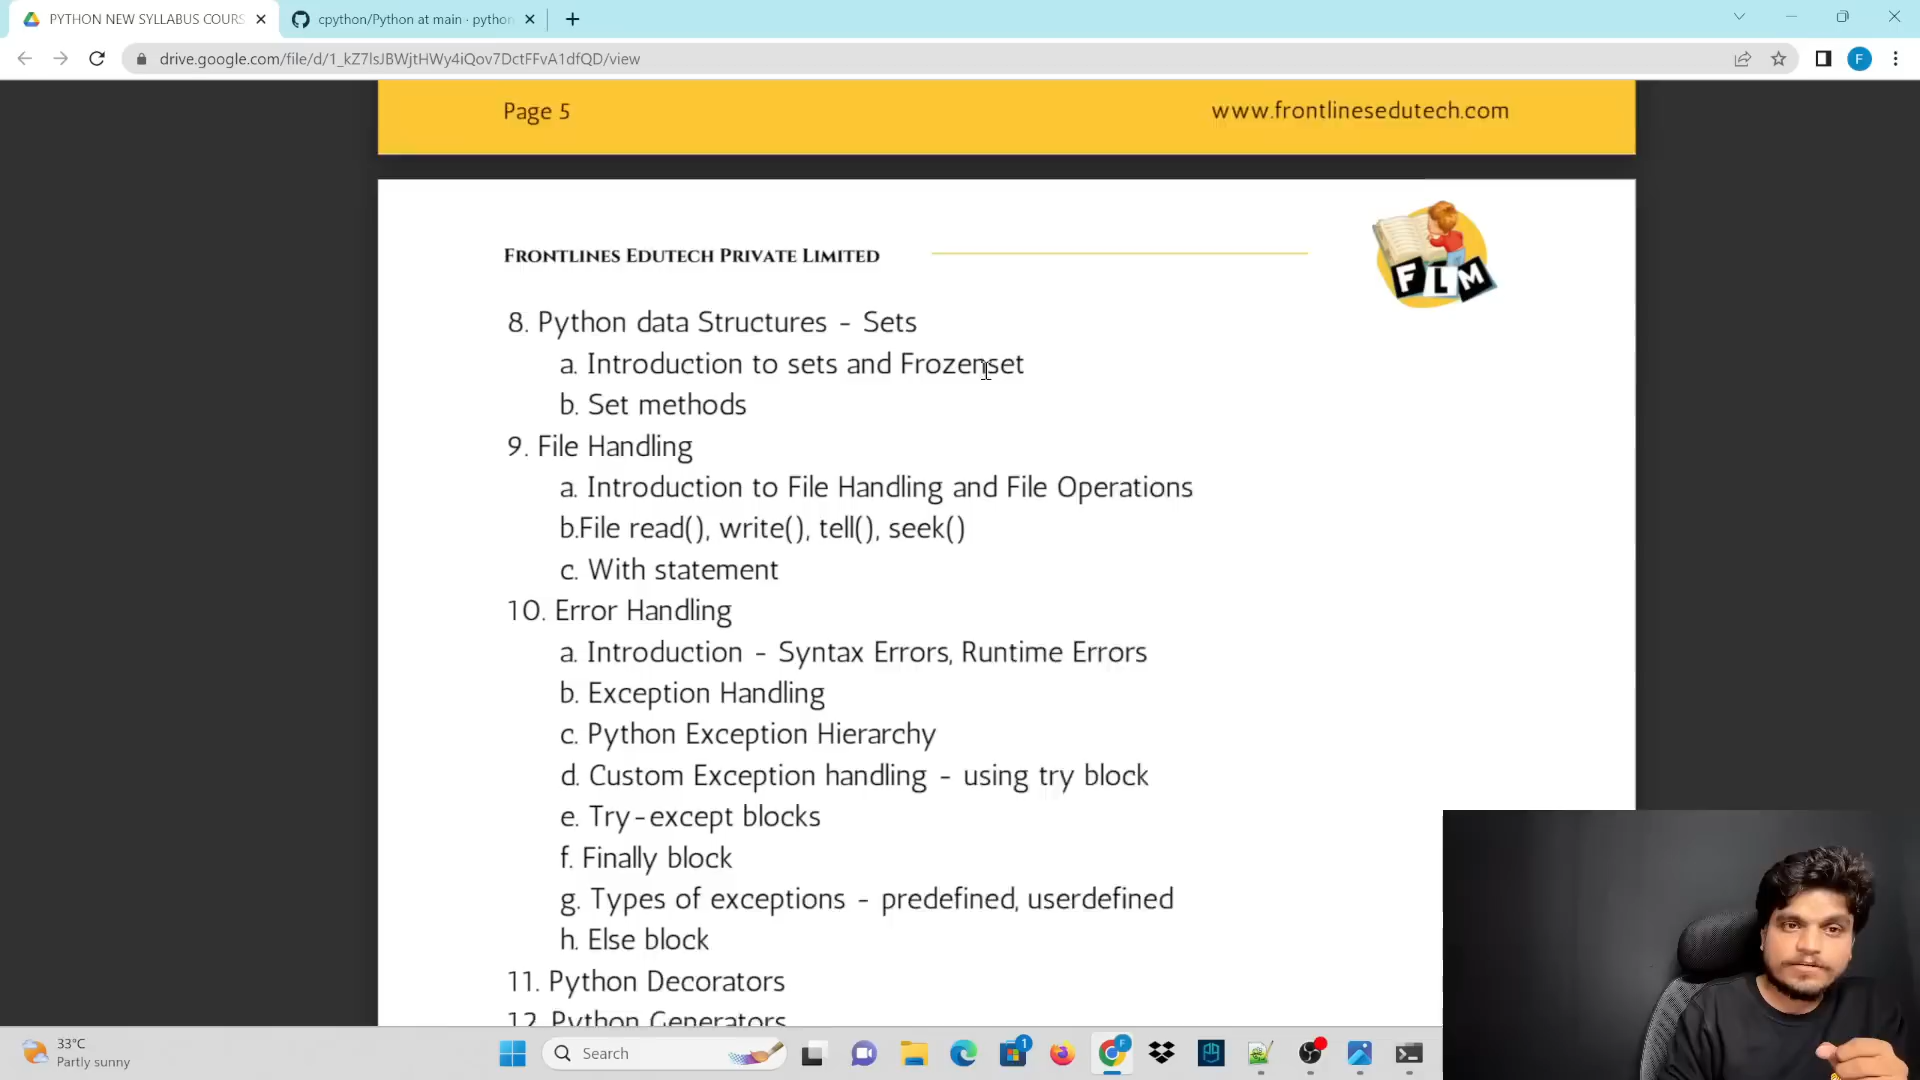 PYTHON NEW SYLLABUS COURS
cpython/Python at main · python
drive.google.com/file/d/1_kZ7lsJBWjtHWy4iQov7DctFFvA1dfQD/view
F
Page 5
www.frontlinesedutech.com
FRONTLINES EDUTECH PRIVATE LIMITED
FLM
8. Python data Structures - Sets
a. Introduction to sets and Frozenset
b. Set methods
9. File Handling
a. Introduction to File Handling and File Operations
b.File read(), write(), tell(), seek()
c. With statement
10. Error Handling
a. Introduction - Syntax Errors, Runtime Errors
b. Exception Handling
c. Python Exception Hierarchy
d. Custom Exception handling - using try block
e. Try-except blocks
f. Finally block
g. Types of exceptions - predefined, userdefined
h. Else block
11. Python Decorators
12. Python Generators
33°C
Partly sunny
Search
1
F